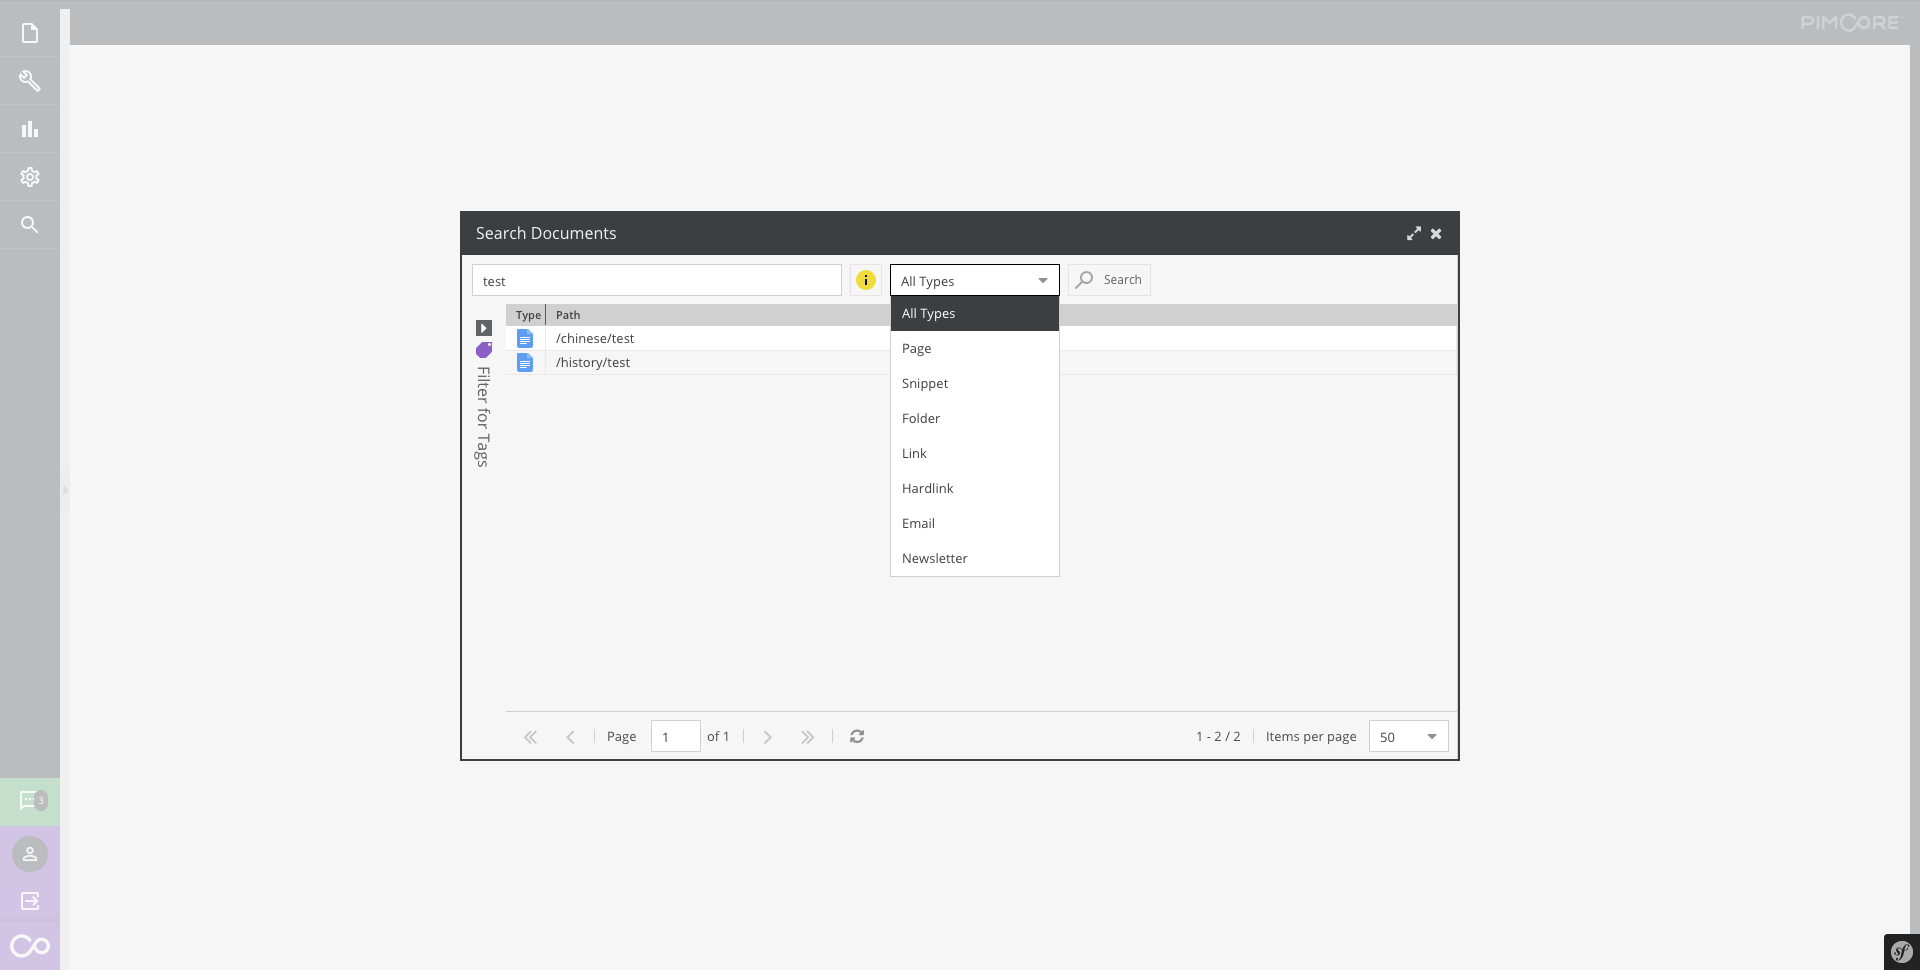 PIMCORE
Search Documents
test
i
All Types
Search
Type Path
/chinese/test
/history/test
Filter for Tags
All Types
Page
Snippet
Folder
Link
Hardlink
Email
Newsletter
Page 1 of 1
1 - 2 / 2 Items per page 50
3
sf